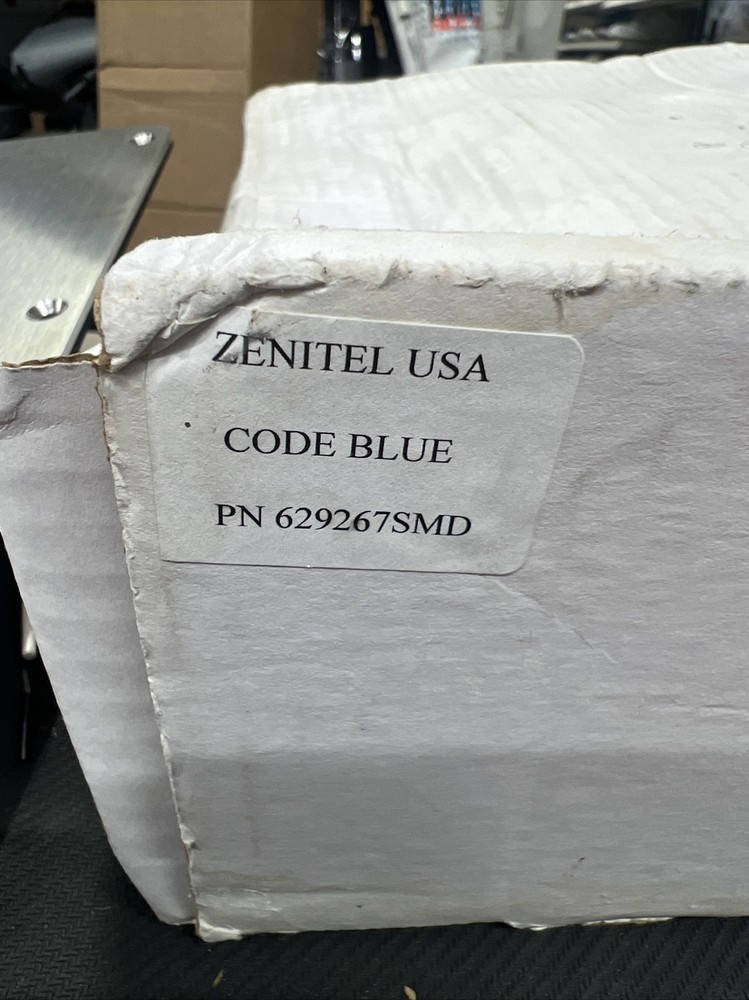 ZENITEL USA
CODE BLUE
PN 629267SMD